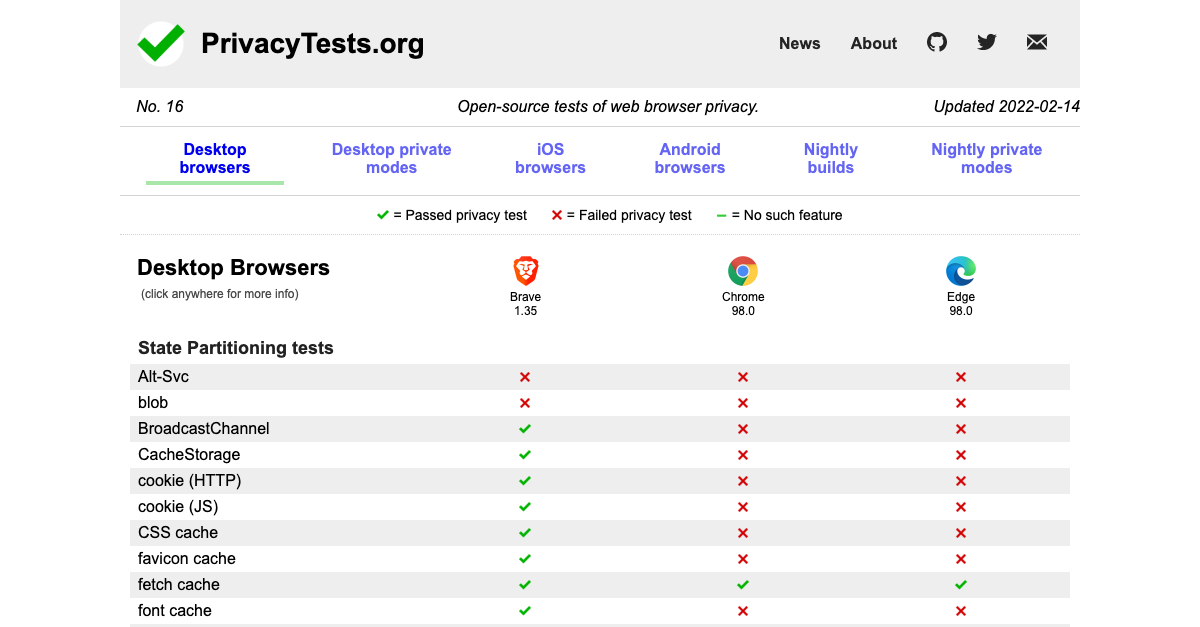 PrivacyTests.org
News About
No. 16 Open-source tests of web browser privacy. Updated 2022-02-14
Desktop browsers Desktop private modes iOS browsers Android browsers Nightly builds Nightly private modes
= Passed privacy test = Failed privacy test = No such feature
Desktop Browsers
(click anywhere for more info)
Brave 1.35 Chrome 98.0 Edge 98.0
State Partitioning tests
Alt-Svc
blob
BroadcastChannel
CacheStorage
cookie (HTTP)
cookie (JS)
CSS cache
favicon cache
fetch cache
font cache